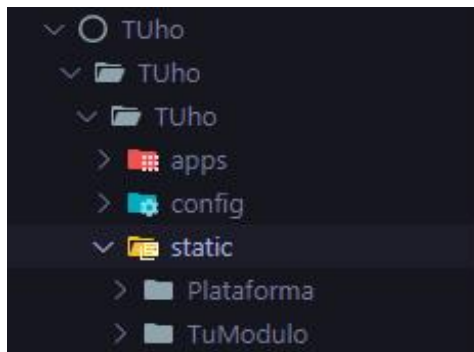 TUho
TUho
TUho
apps
config
static
Plataforma
TuModulo